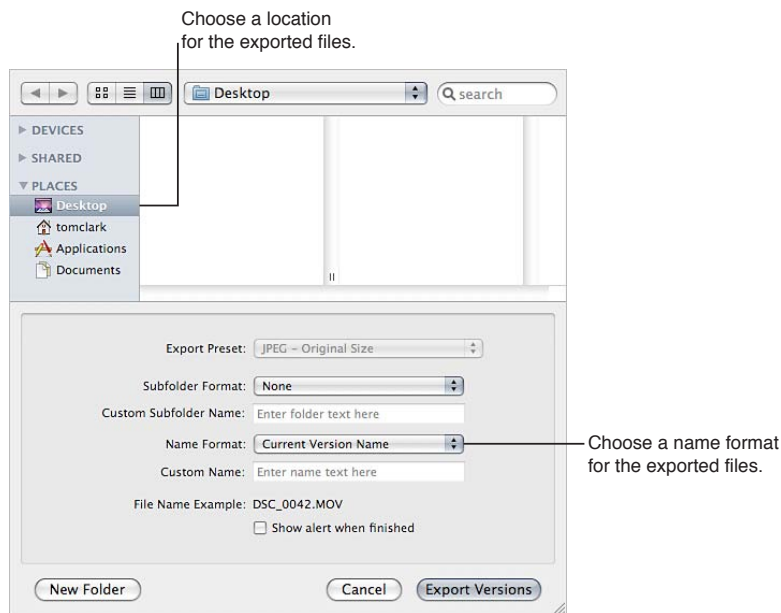 Choose a location
for the exported files.
Desktop
search
DEVICES
SHARED
PLACES
Desktop
tomclark
Applications
Documents
Export Preset: JPEG – Original Size
Subfolder Format: None
Custom Subfolder Name: Enter folder text here
Name Format: Current Version Name
Choose a name format
for the exported files.
Custom Name: Enter name text here
File Name Example: DSC_0042.MOV
Show alert when finished
New Folder Cancel Export Versions